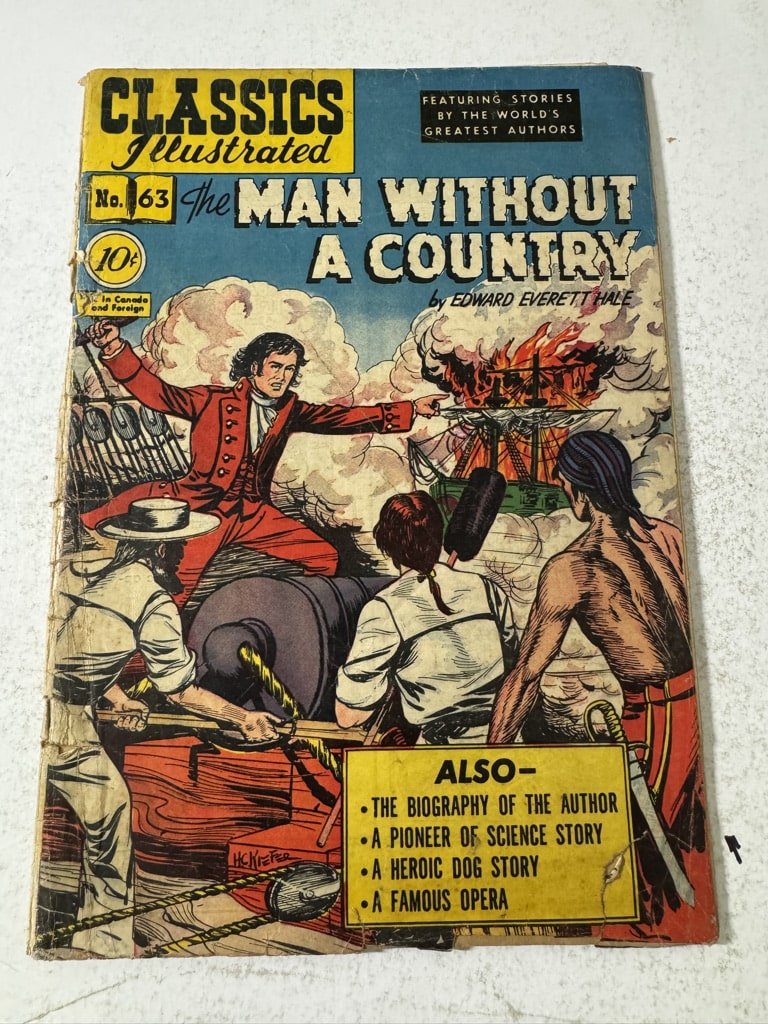 CLASSICS
Illustrated
FEATURING STORIES
BY THE WORLD'S
GREATEST AUTHORS
No. 63
The MAN WITHOUT
A COUNTRY
10¢
by EDWARD EVERETT HALE
in Canada
and Foreign
ALSO—
• THE BIOGRAPHY OF THE AUTHOR
• A PIONEER OF SCIENCE STORY
• A HEROIC DOG STORY
• A FAMOUS OPERA
H.C. KIEFER